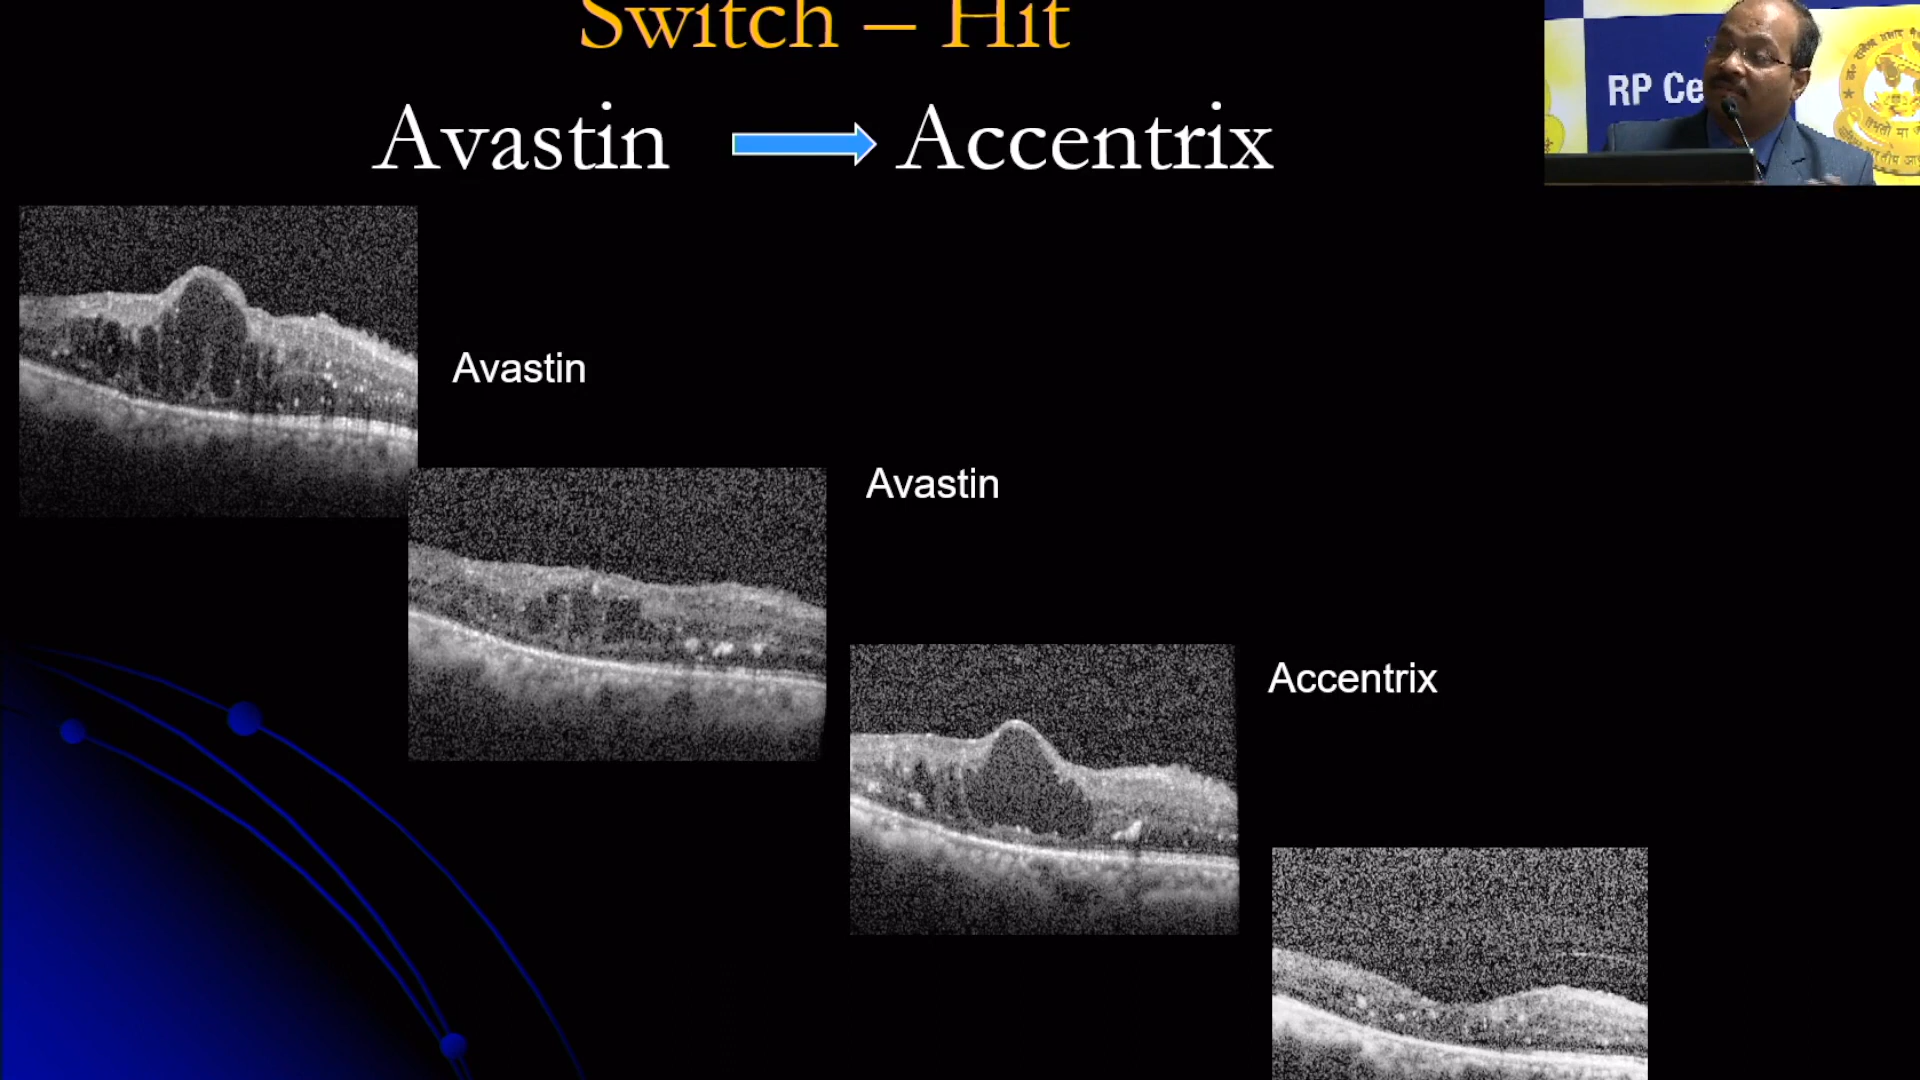 Switch – Hit
Avastin Accentrix
RP Ce
Avastin
Avastin
Accentrix